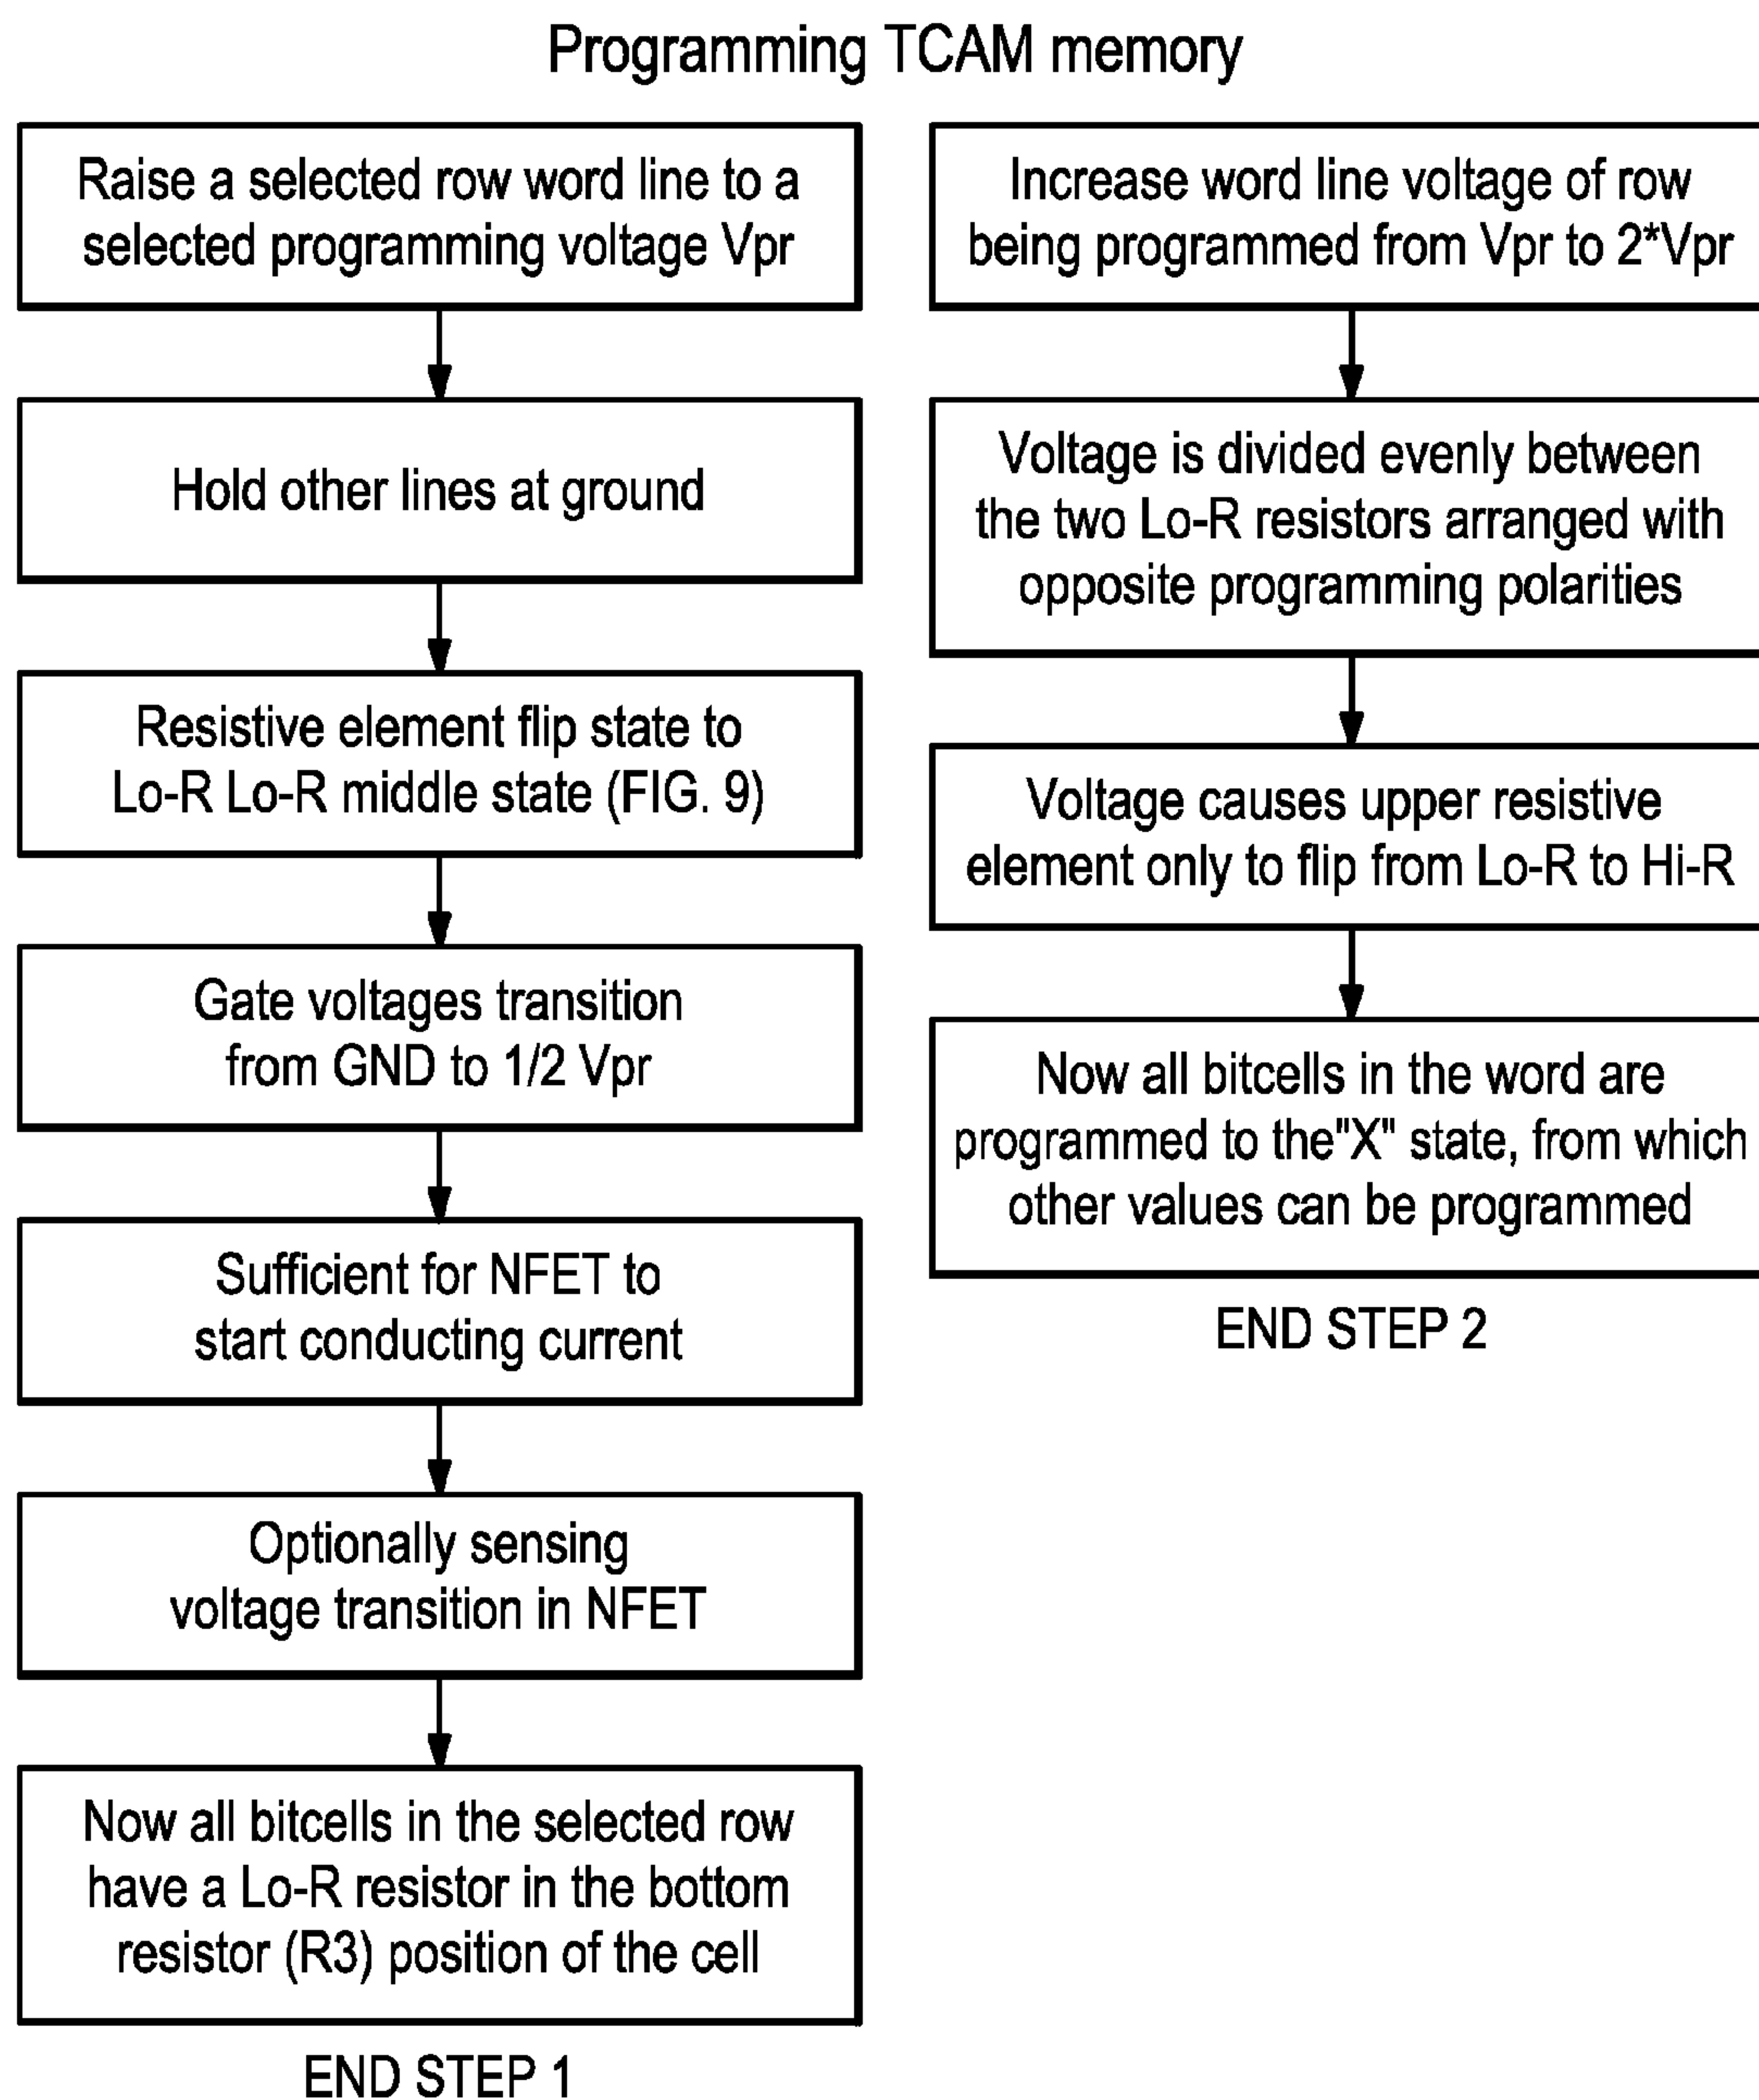 Programming TCAM memory
Raise a selected row word line to a
selected programming voltage Vpr
Hold other lines at ground
Resistive element flip state to
Lo-R Lo-R middle state (FIG. 9)
Gate voltages transition
from GND to 1/2 Vpr
Sufficient for NFET to
start conducting current
Optionally sensing
voltage transition in NFET
Now all bitcells in the selected row
have a Lo-R resistor in the bottom
resistor (R3) position of the cell
END STEP 1
Increase word line voltage of row
being programmed from Vpr to 2*Vpr
Voltage is divided evenly between
the two Lo-R resistors arranged with
opposite programming polarities
Voltage causes upper resistive
element only to flip from Lo-R to Hi-R
Now all bitcells in the word are
programmed to the"X" state, from which
other values can be programmed
END STEP 2